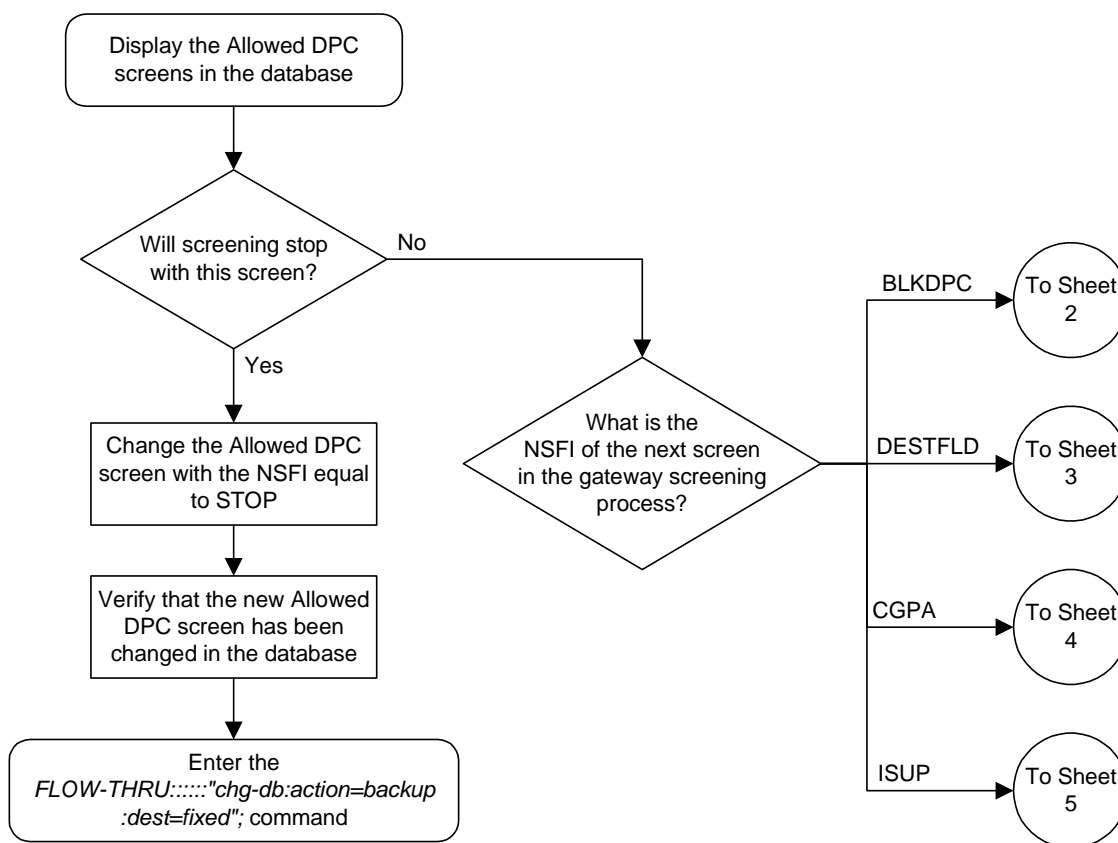 Display the Allowed DPC
screens in the database
Will screening stop
with this screen?
No
Yes
Change the Allowed DPC
screen with the NSFI equal
to STOP
Verify that the new Allowed
DPC screen has been
changed in the database
Enter the
FLOW-THRU::::::"chg-db:action=backup
:dest=fixed"; command
What is the
NSFI of the next screen
in the gateway screening
process?
BLKDPC
To Sheet
2
DESTFLD
To Sheet
3
CGPA
To Sheet
4
ISUP
To Sheet
5